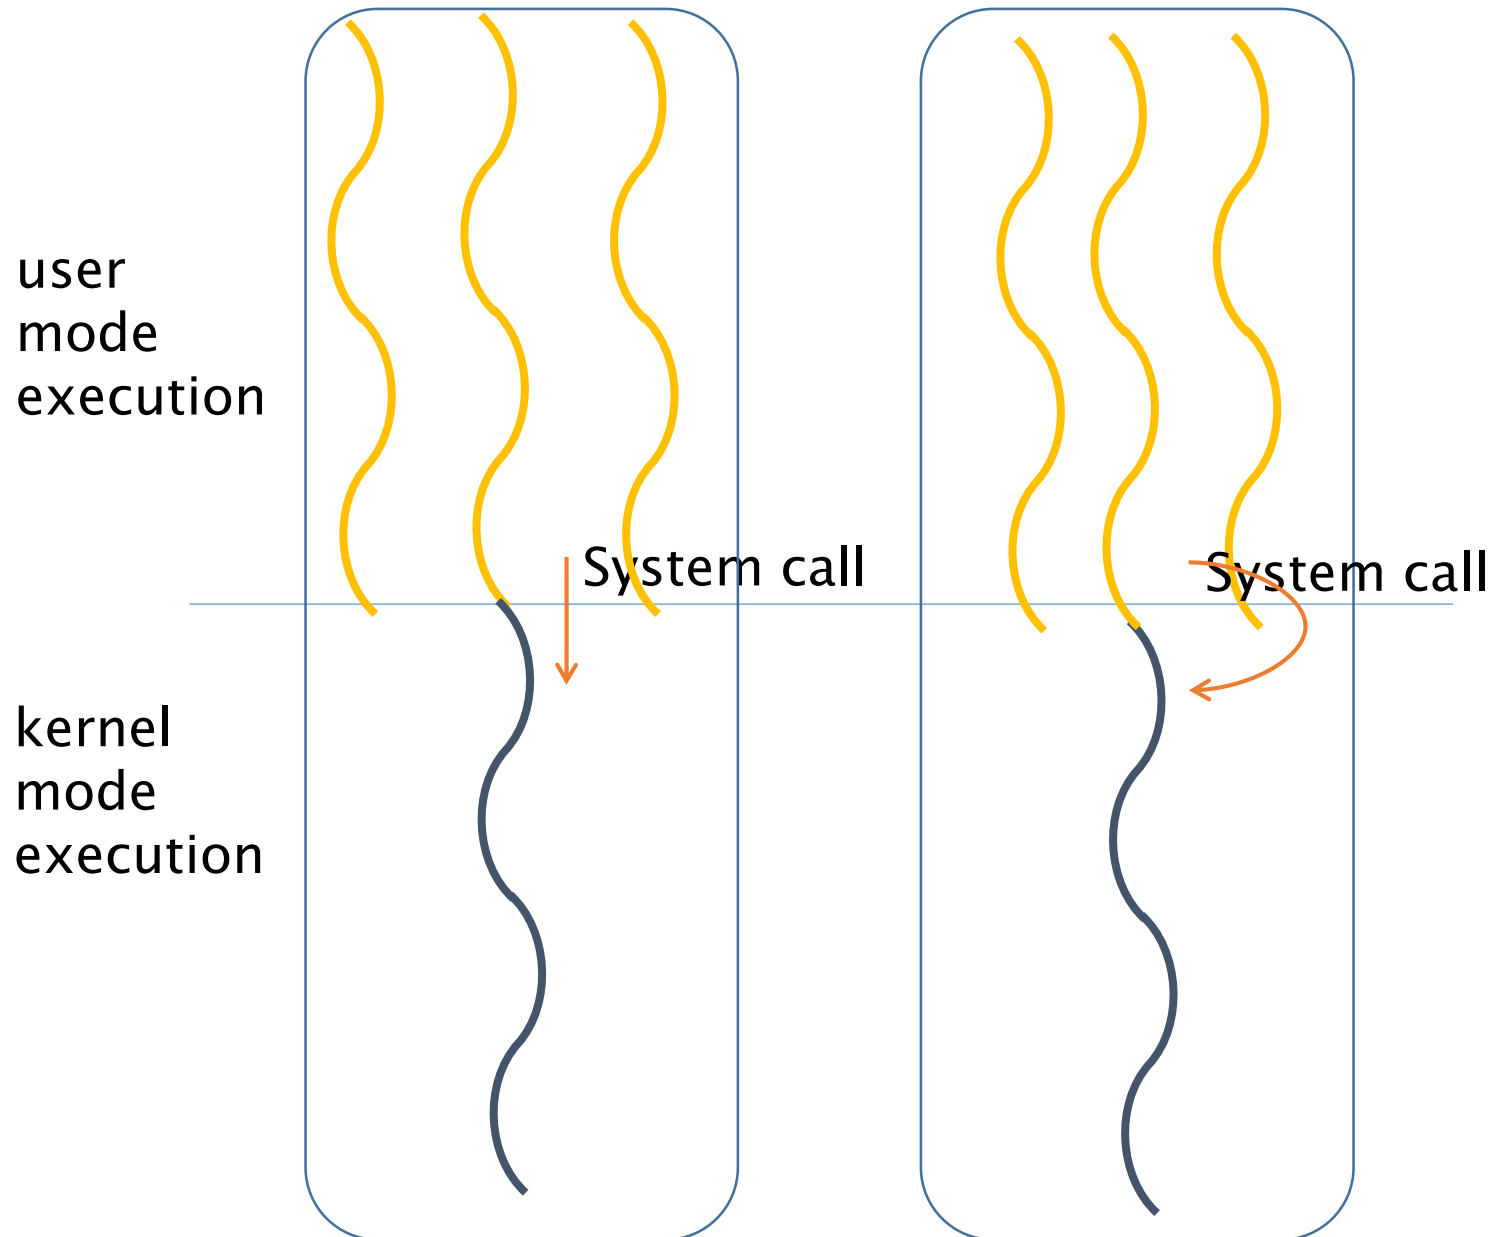 user
mode
execution
System call
System call
kernel
mode
execution